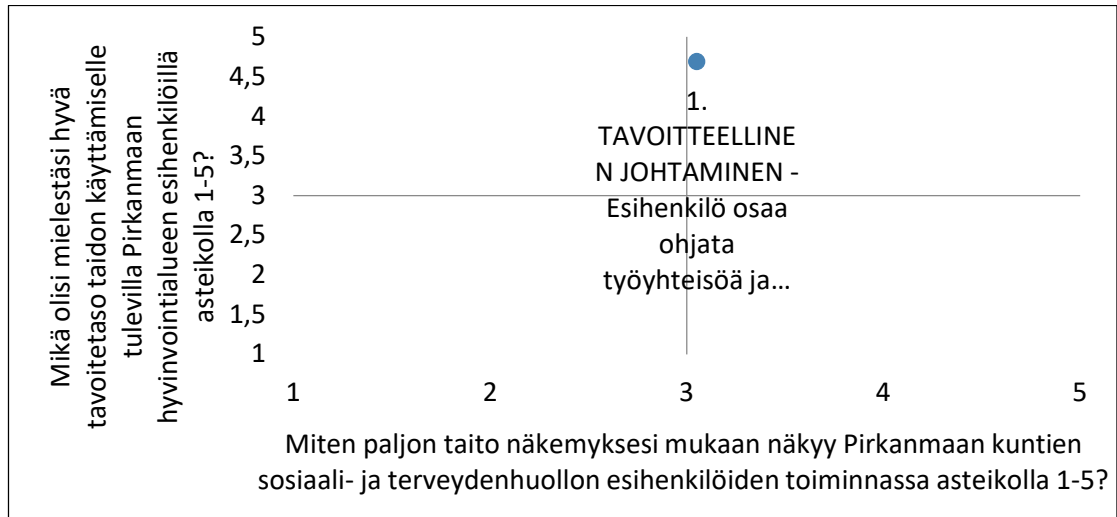 Mikä olisi mielestäsi hyvä
tavoitetaso taidon käyttämiselle
tulevilla Pirkanmaan
hyvinvointialueen esihenkilöillä
asteikolla 1-5?
5
4,5
4
3,5
3
2,5
2
1,5
1
1.
TAVOITTEELLINE
N JOHTAMINEN -
Esihenkilö osaa
ohjata
työyhteisöä ja...
1 2 3 4 5
Miten paljon taito näkemyksesi mukaan näkyy Pirkanmaan kuntien
sosiaali- ja terveydenhuollon esihenkilöiden toiminnassa asteikolla 1-5?